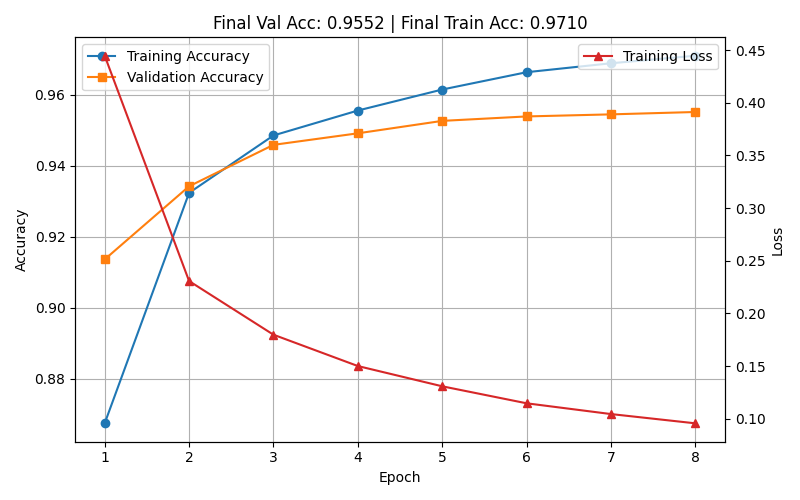 Final Val Acc: 0.9552 | Final Train Acc: 0.9710
Training Accuracy
Validation Accuracy
Training Loss
0.96
0.94
0.92
0.90
0.88
Accuracy
0.45
0.40
0.35
0.30
0.25
0.20
0.15
0.10
Loss
1 2 3 4 5 6 7 8
Epoch